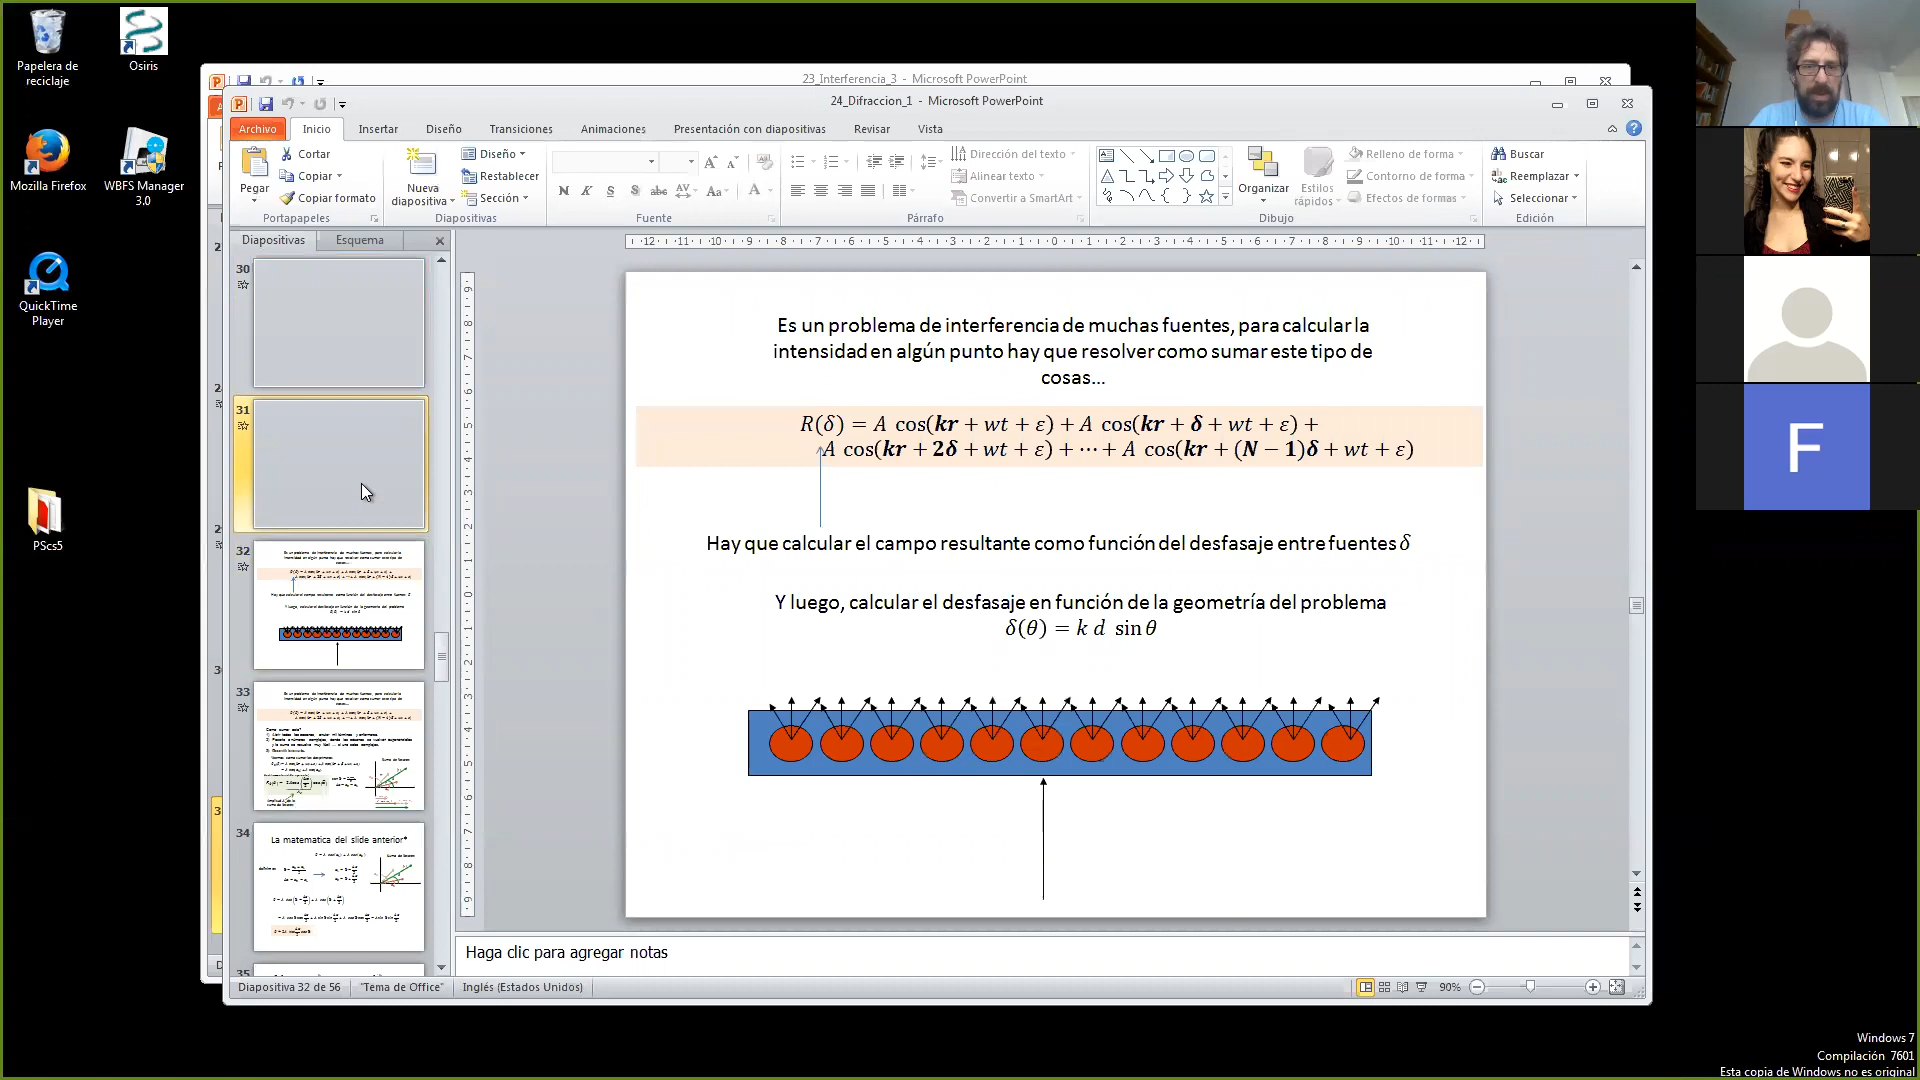 Papelera de
reciclaje
Osiris
Mozilla Firefox
WBFS Manager
3.0
QuickTime
Player
PScs5
23_Interferencia_3 - Microsoft PowerPoint
24_Difraccion_1 - Microsoft PowerPoint
Archivo Inicio Insertar Diseño Transiciones Animaciones Presentación con diapositivas Revisar Vista
Pegar
Cortar
Copiar
Copiar formato
Portapapeles
Nueva
diapositiva
Diseño
Restablecer
Sección
Diapositivas
Fuente
Dirección del texto
Alinear texto
Convertir a SmartArt
Párrafo
Organizar
Estilos
rápidos
Relleno de forma
Contorno de forma
Efectos de formas
Dibujo
Buscar
Reemplazar
Seleccionar
Edición
Diapositivas Esquema
30
31
32
33
34
La matematica del slide anterior*
35
Es un problema de interferencia de muchas fuentes, para calcular la
intensidad en algún punto hay que resolver como sumar este tipo de
cosas...
R(δ) = A cos(kr + wt + ε) + A cos(kr + δ + wt + ε) +
A cos(kr + 2δ + wt + ε) + ⋯ + A cos(kr + (N − 1)δ + wt + ε)
Hay que calcular el campo resultante como función del desfasaje entre fuentes δ
Y luego, calcular el desfasaje en función de la geometría del problema
δ(θ) = k d sin θ
Haga clic para agregar notas
Diapositiva 32 de 56 "Tema de Office" Inglés (Estados Unidos) 90%
F
Windows 7
Compilación 7601
Esta copia de Windows no es original